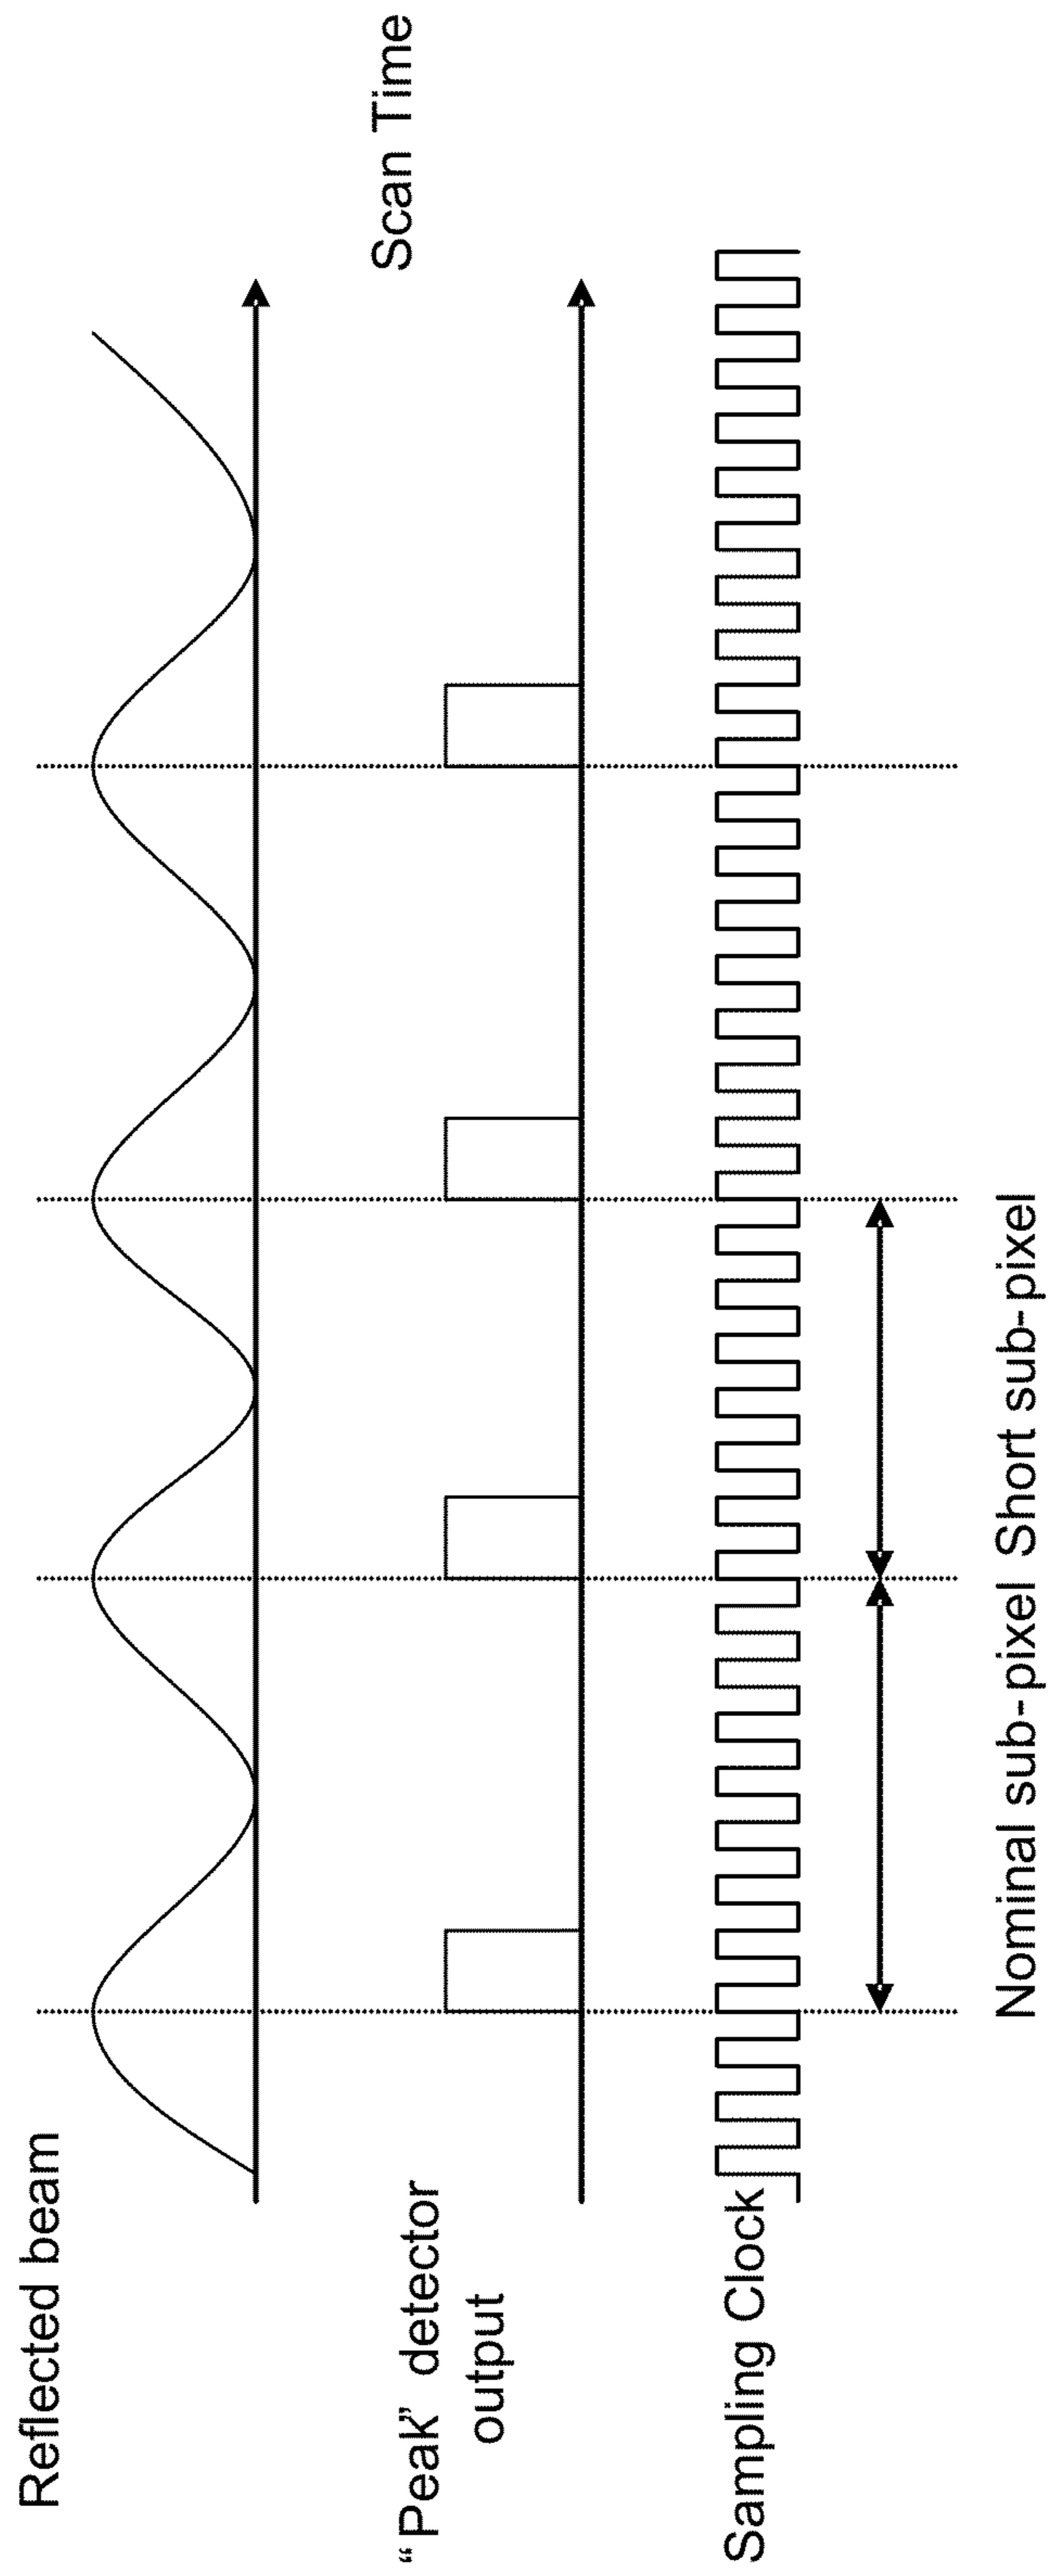 Reflected beam
Scan Time
“Peak” detector
output
Sampling Clock
Nominal sub-pixel
Short sub-pixel